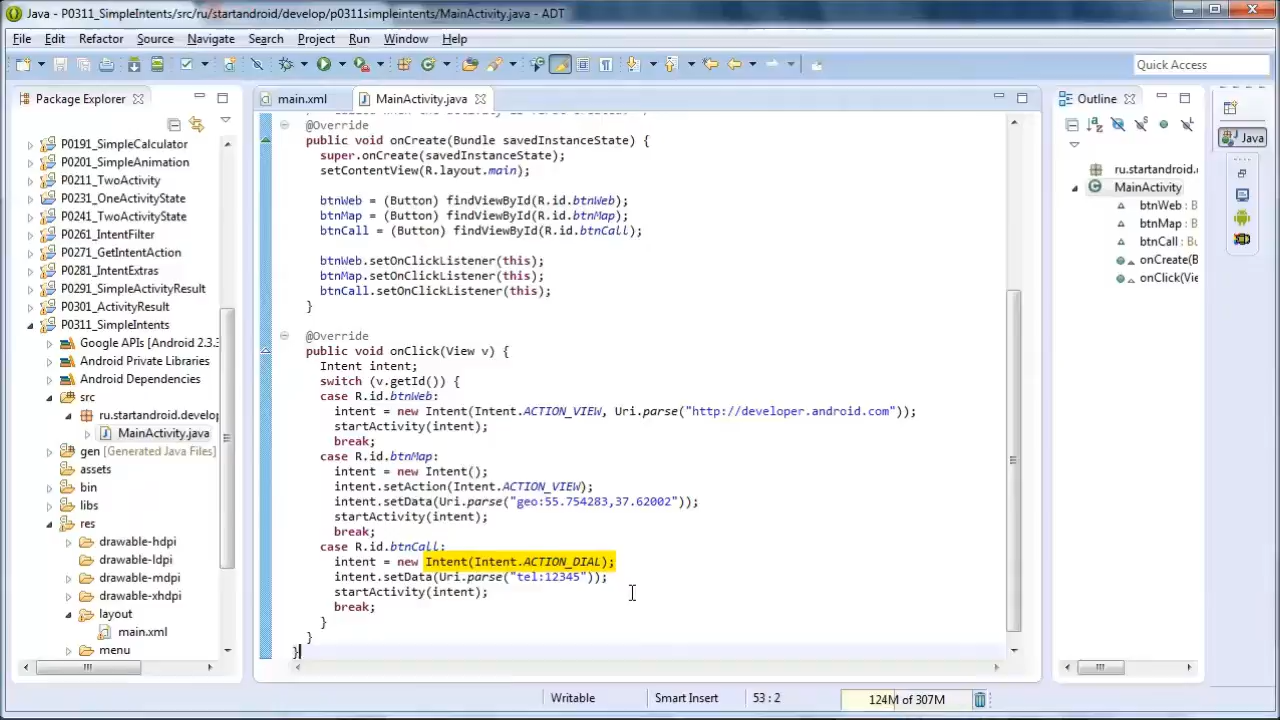 Java - P0311_SimpleIntents/src/ru/startandroid/develop/p0311simpleintents/MainActivity.java - ADT
File Edit Refactor Source Navigate Search Project Run Window Help
Quick Access
Package Explorer
main.xml
MainActivity.java
Outline
Java
P0191_SimpleCalculator
P0201_SimpleAnimation
P0211_TwoActivity
P0231_OneActivityState
P0241_TwoActivityState
P0261_IntentFilter
P0271_GetIntentAction
P0281_IntentExtras
P0291_SimpleActivityResult
P0301_ActivityResult
P0311_SimpleIntents
Google APIs [Android 2.3.3
Android Private Libraries
Android Dependencies
src
ru.startandroid.develop
MainActivity.java
gen [Generated Java Files]
assets
bin
libs
res
drawable-hdpi
drawable-ldpi
drawable-mdpi
drawable-xhdpi
layout
main.xml
menu
@Override
public void onCreate(Bundle savedInstanceState) {
super.onCreate(savedInstanceState);
setContentView(R.layout.main);
btnWeb = (Button) findViewById(R.id.btnWeb);
btnMap = (Button) findViewById(R.id.btnMap);
btnCall = (Button) findViewById(R.id.btnCall);
btnWeb.setOnClickListener(this);
btnMap.setOnClickListener(this);
btnCall.setOnClickListener(this);
}
@Override
public void onClick(View v) {
Intent intent;
switch (v.getId()) {
case R.id.btnWeb:
intent = new Intent(Intent.ACTION_VIEW, Uri.parse("http://developer.android.com"));
startActivity(intent);
break;
case R.id.btnMap:
intent = new Intent();
intent.setAction(Intent.ACTION_VIEW);
intent.setData(Uri.parse("geo:55.754283,37.62002"));
startActivity(intent);
break;
case R.id.btnCall:
intent = new Intent(Intent.ACTION_DIAL);
intent.setData(Uri.parse("tel:12345"));
startActivity(intent);
break;
}
}
}
ru.startandroid.
MainActivity
btnWeb : B
btnMap : B
btnCall : Bu
onCreate(B
onClick(Vie
Writable
Smart Insert
53 : 2
124M of 307M